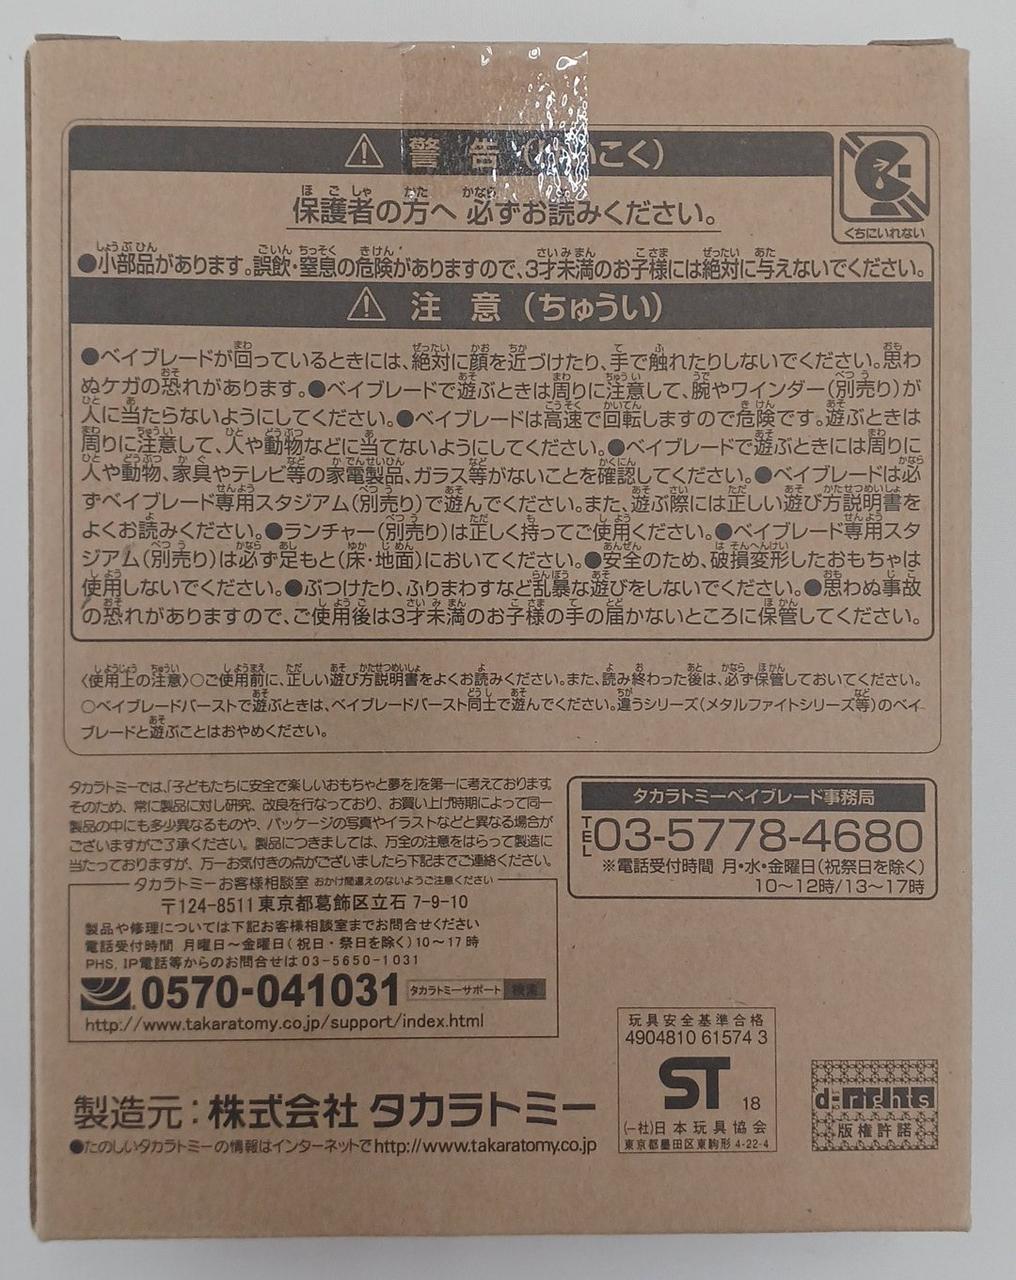 ⚠ 警告 (けいこく)
くちにいれない
保護者の方へ 必ずお読みください。
●小部品があります。誤飲・窒息の危険がありますので、3才未満のお子様には絶対に与えないでください。
⚠ 注意 (ちゅうい)
●ベイブレードが回っているときには、絶対に顔を近づけたり、手で触れたりしないでください。思わ
ぬケガの恐れがあります。●ベイブレードで遊ぶときは周りに注意して、腕やワインダー(別売り)が
人に当たらないようにしてください。●ベイブレードは高速で回転しますので危険です。遊ぶときは
周りに注意して、人や動物などに当てないようにしてください。●ベイブレードで遊ぶときには周りに
人や動物、家具やテレビ等の家電製品、ガラス等がないことを確認してください。●ベイブレードは必
ずベイブレード専用スタジアム(別売り)で遊んでください。また、遊ぶ際には正しい遊び方説明書を
よくお読みください。●ランチャー(別売り)は正しく持ってご使用ください。●ベイブレード専用スタ
ジアム(別売り)は必ず足もと(床・地面)においてください。●安全のため、破損変形したおもちゃは
使用しないでください。●ぶつけたり、ふりまわすなど乱暴な遊びをしないでください。●思わぬ事故
の恐れがありますので、ご使用後は3才未満のお子様の手の届かないところに保管してください。
〈使用上の注意〉○ご使用前に、正しい遊び方説明書をよくお読みください。また、読み終わった後は、必ず保管しておいてください。
○ベイブレードバーストで遊ぶときは、ベイブレードバースト同士で遊んでください。違うシリーズ(メタルファイトシリーズ等)のベイ
ブレードと遊ぶことはおやめください。
タカラトミーでは、「子どもたちに安全で楽しいおもちゃと夢を」を第一に考えております。
そのため、常に製品に対し研究、改良を行なっており、お買い上げ時期によって同一
製品の中にも多少異なるものや、パッケージの写真やイラストなどと異なる場合が
ございますがご了承ください。製品につきましては、万全の注意をはらって製造に
当たっておりますが、万一お気付きの点がございましたら下記までご連絡ください。
タカラトミーお客様相談室 おかけ間違えのないようご注意ください
〒124-8511 東京都葛飾区立石 7-9-10
製品や修理については下記お客様相談室までお問合せください
電話受付時間 月曜日～金曜日(祝日・祭日を除く)10～17時
PHS, IP電話等からのお問合せは03-5650-1031
0570-041031 タカラトミーサポート 検索
http://www.takaratomy.co.jp/support/index.html
タカラトミーベイブレード事務局
TEL 03-5778-4680
※電話受付時間 月・水・金曜日(祝祭日を除く)
10～12時/13～17時
製造元：株式会社 タカラトミー
●たのしいタカラトミーの情報はインターネットでhttp://www.takaratomy.co.jp
玩具安全基準合格
4904810 61574 3
ST 18
(一社)日本玩具協会
東京都墨田区東駒形 4-22-4
d-rights
版権許諾